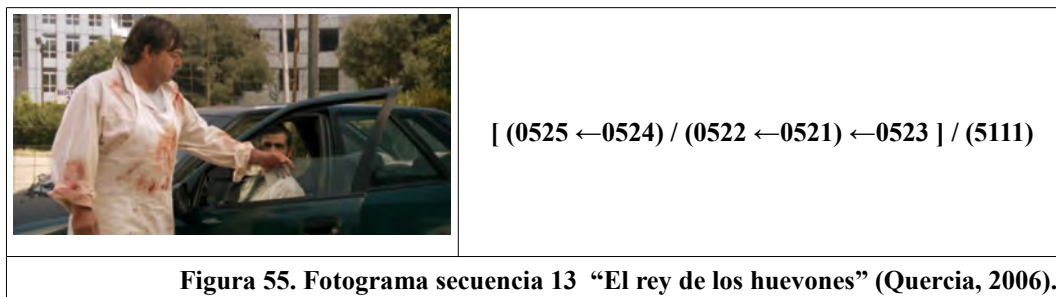 [ (0525 ←0524) / (0522 ←0521) ←0523 ] / (5111)
Figura 55. Fotograma secuencia 13 “El rey de los huevones” (Quercia, 2006).